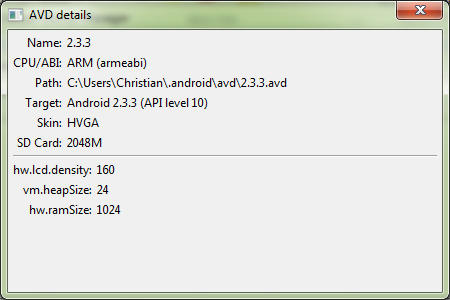 AVD details
Name: 2.3.3
CPU/ABI: ARM (armeabi)
Path: C:\Users\Christian\.android\avd\2.3.3.avd
Target: Android 2.3.3 (API level 10)
Skin: HVGA
SD Card: 2048M
hw.lcd.density: 160
vm.heapSize: 24
hw.ramSize: 1024